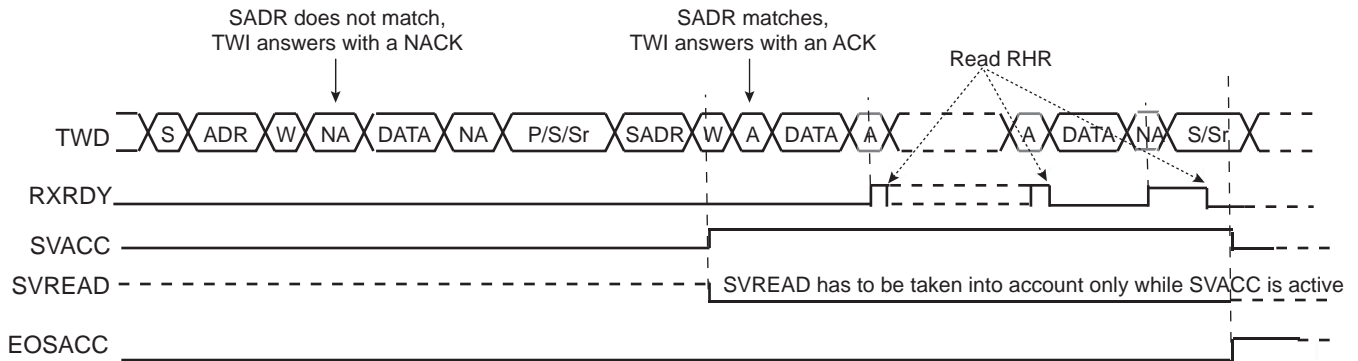 SADR does not match,
TWI answers with a NACK
SADR matches,
TWI answers with an ACK
Read RHR
TWD S ADR W NA DATA NA P/S/Sr SADR W A DATA A A DATA NA S/Sr
RXRDY
SVACC
SVREAD SVREAD has to be taken into account only while SVACC is active
EOSACC